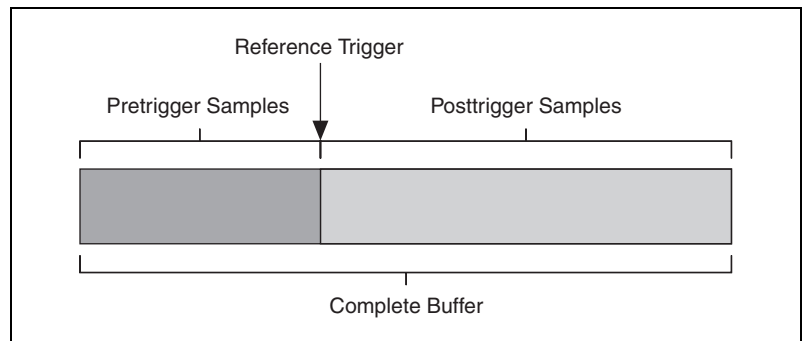 Reference Trigger
Pretrigger Samples
Posttrigger Samples
Complete Buffer